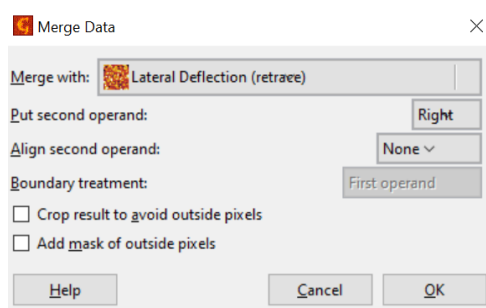 Merge Data
Merge with: Lateral Deflection (retrace)
Put second operand: Right
Align second operand: None
Boundary treatment: First operand
Crop result to avoid outside pixels
Add mask of outside pixels
Help Cancel OK